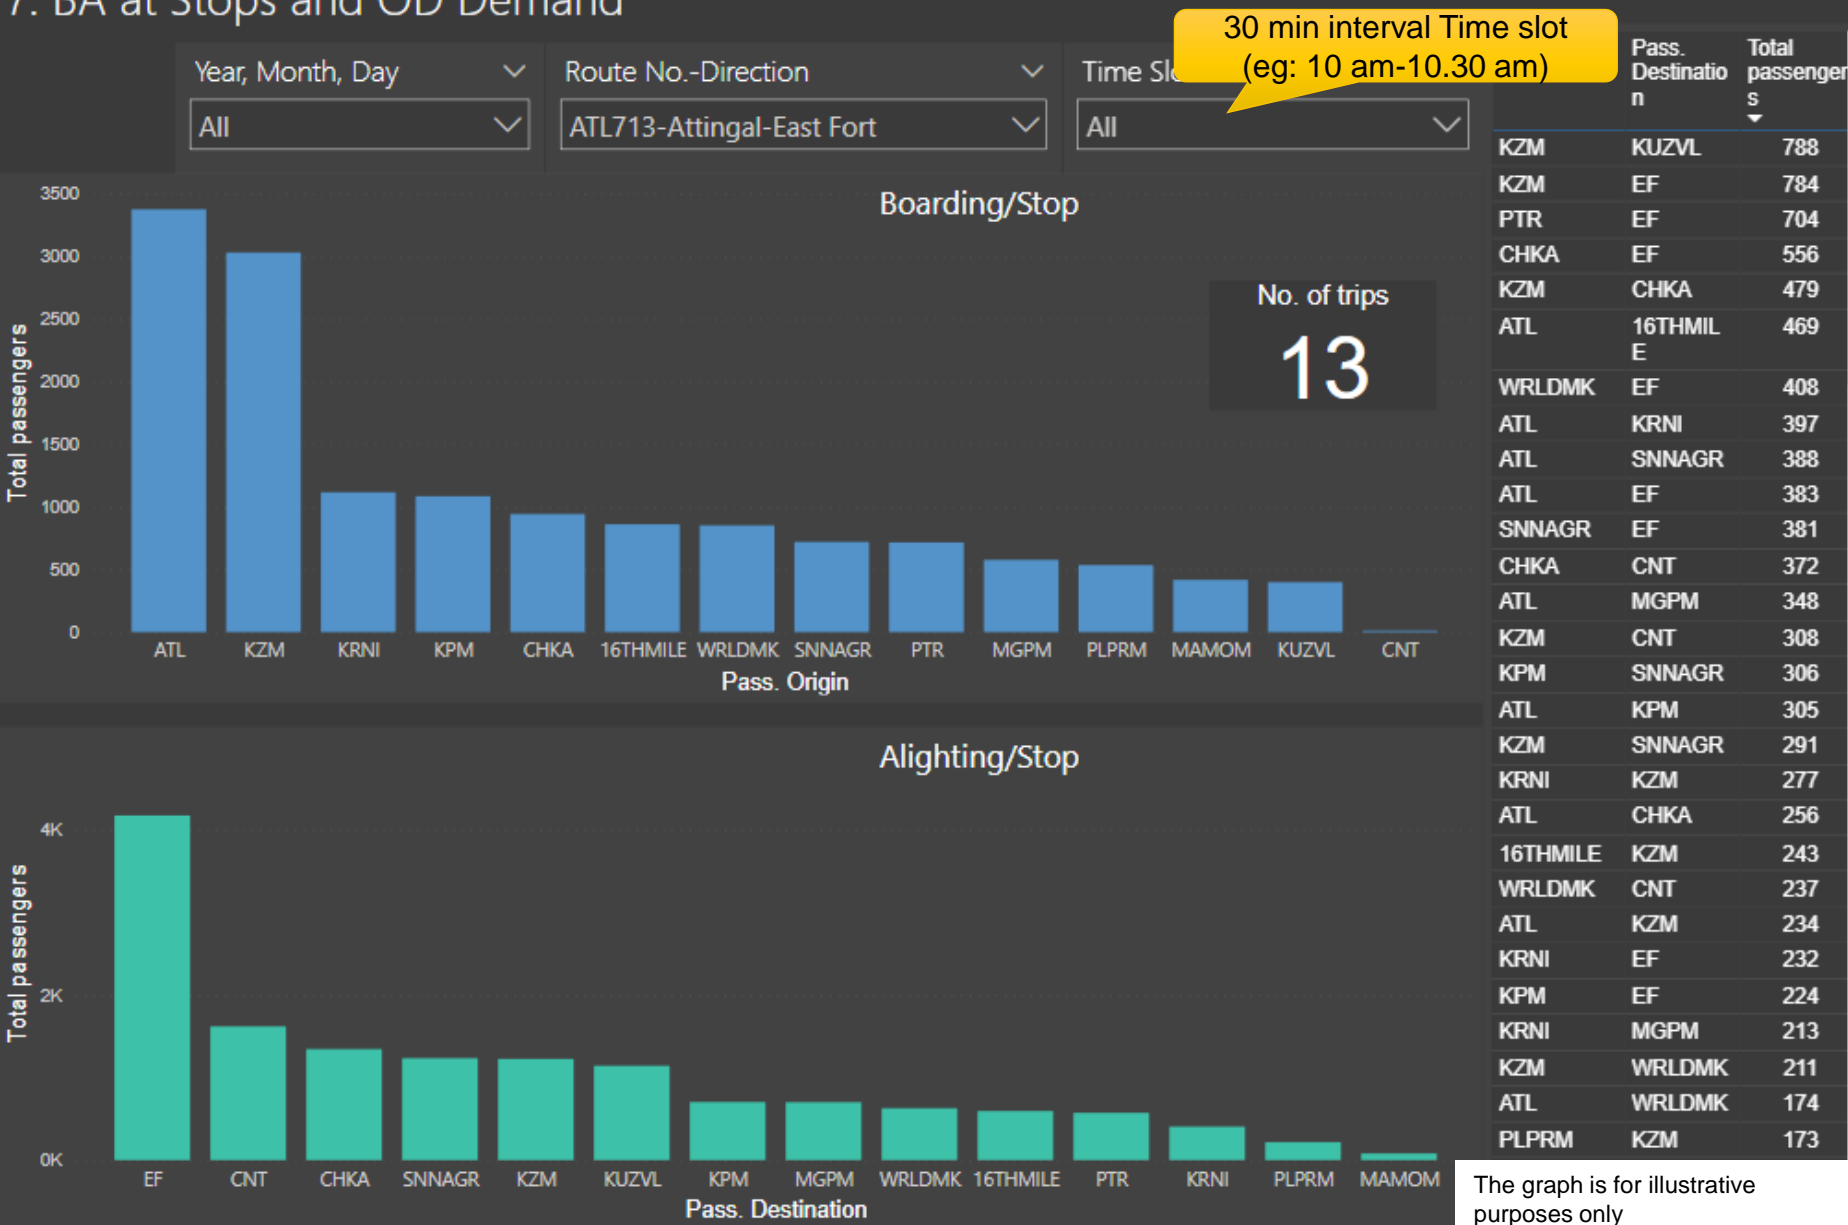 7. BA at Stops and OD Demand
30 min interval Time slot
(eg: 10 am-10.30 am)
Year, Month, Day
Route No.-Direction
All
ATL713-Attingal-East Fort
All
Boarding/Stop
No. of trips
13
Total passengers
3500
3000
2500
2000
1500
1000
500
0
ATL KZM KRNI KPM CHKA 16THMILE WRLDMK SNNAGR PTR MGPM PLPRM MAMOM KUZVL CNT
Pass. Origin
Alighting/Stop
Total passengers
4K
2K
0K
EF CNT CHKA SNNAGR KZM KUZVL KPM MGPM WRLDMK 16THMILE PTR KRNI PLPRM MAMOM
Pass. Destination
Pass. Total
Destinatio passenger
n s
KZM KUZVL 788
KZM EF 784
PTR EF 704
CHKA EF 556
KZM CHKA 479
ATL 16THMIL 469
E
WRLDMK EF 408
ATL KRNI 397
ATL SNNAGR 388
ATL EF 383
SNNAGR EF 381
CHKA CNT 372
ATL MGPM 348
KZM CNT 308
KPM SNNAGR 306
ATL KPM 305
KZM SNNAGR 291
KRNI KZM 277
ATL CHKA 256
16THMILE KZM 243
WRLDMK CNT 237
ATL KZM 234
KRNI EF 232
KPM EF 224
KRNI MGPM 213
KZM WRLDMK 211
ATL WRLDMK 174
PLPRM KZM 173
The graph is for illustrative
purposes only